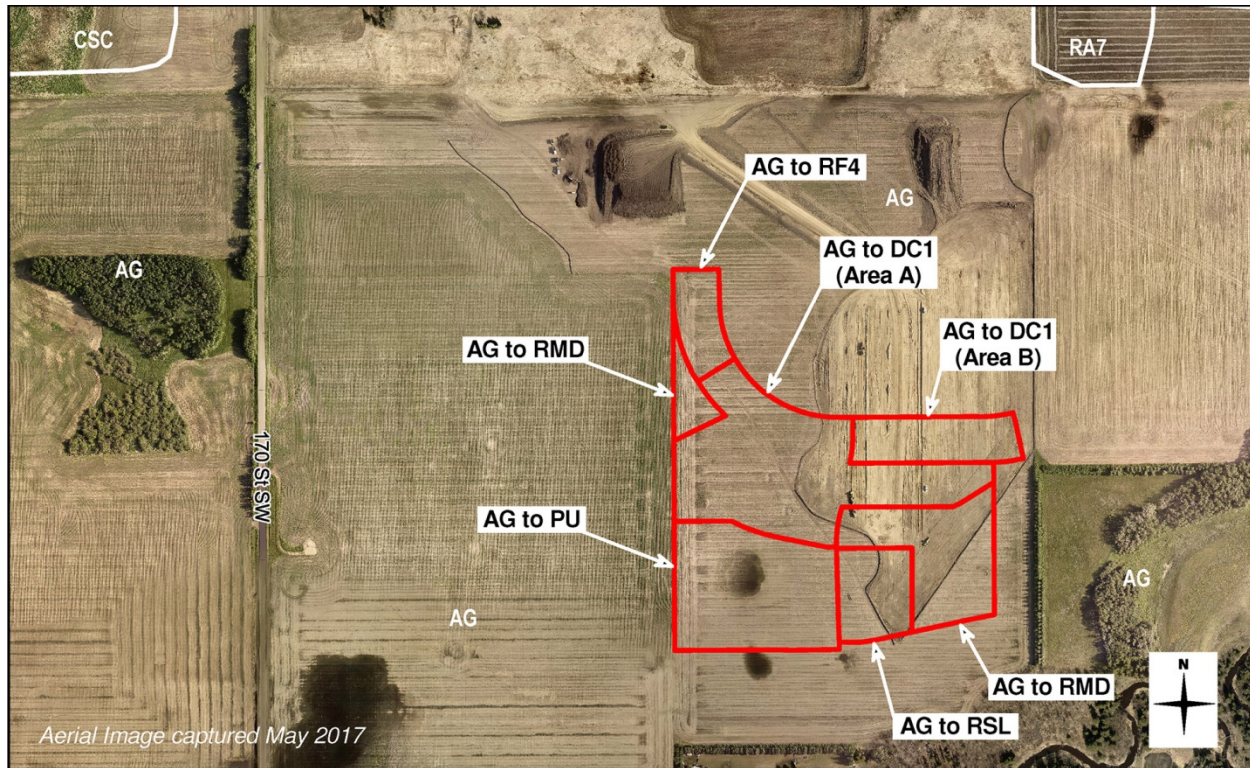 CSC
RA7
AG to RF4
AG
AG to DC1
(Area A)
AG
AG to RMD
AG to DC1
(Area B)
170 St SW
AG to PU
AG
AG
N
AG to RMD
AG to RSL
Aerial Image captured May 2017